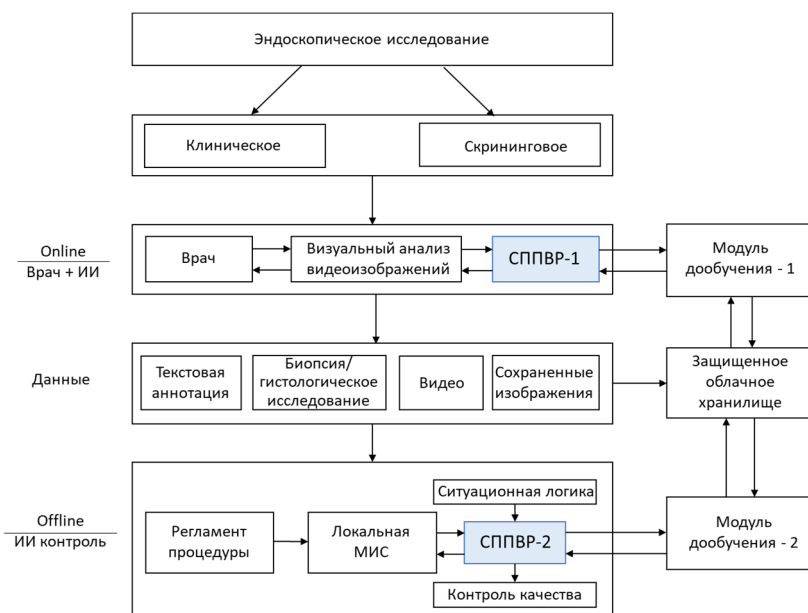 Эндоскопическое исследование
Клиническое
Скрининговое
Online
Врач + ИИ
Врач
Визуальный анализ
видеоизображений
СППВР-1
Модуль
дообучения - 1
Данные
Текстовая
аннотация
Биопсия/
гистологическое
исследование
Видео
Сохраненные
изображения
Защищенное
облачное
хранилище
Offline
ИИ контроль
Регламент
процедуры
Локальная
МИС
Ситуационная логика
СППВР-2
Контроль качества
Модуль
дообучения - 2